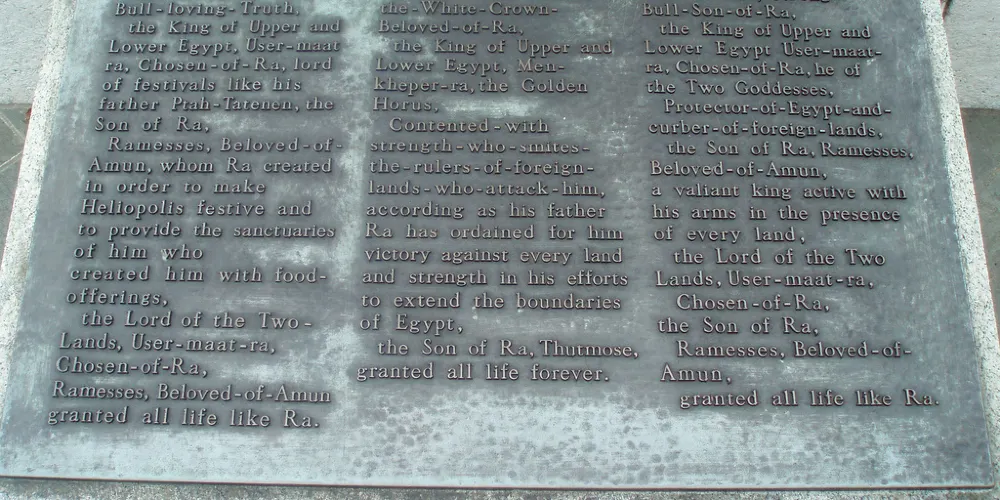 Bull-loving-Truth,
the King of Upper and
Lower Egypt, User-maat
ra, Chosen-of-Ra, lord
of festivals like his
father Ptah-Tatenen, the
Son of Ra,
Ramesses, Beloved-of-
Amun, whom Ra created
in order to make
Heliopolis festive and
to provide the sanctuaries
of him who
created him with food-
offerings,
the Lord of the Two-
Lands, User-maat-ra,
Chosen-of-Ra,
Ramesses, Beloved-of-Amun
granted all life like Ra.
the-White-Crown-
Beloved-of-Ra,
the King of Upper and
Lower Egypt, Men-
kheper-ra, the Golden
Horus,
Contented-with
strength-who-smites-
the-rulers-of-foreign-
lands-who-attack-him,
according as his father
Ra has ordained for him
victory against every land
and strength in his efforts
to extend the boundaries
of Egypt,
the Son of Ra, Thutmose,
granted all life forever.
Bull-Son-of-Ra,
the King of Upper and
Lower Egypt User-maat-
ra, Chosen-of-Ra, he of
the Two Goddesses,
Protector-of-Egypt-and-
curber-of-foreign-lands,
the Son of Ra, Ramesses,
Beloved-of-Amun,
a valiant king active with
his arms in the presence
of every land,
the Lord of the Two
Lands, User-maat-ra,
Chosen-of-Ra,
the Son of Ra,
Ramesses, Beloved-of-
Amun,
granted all life like Ra.